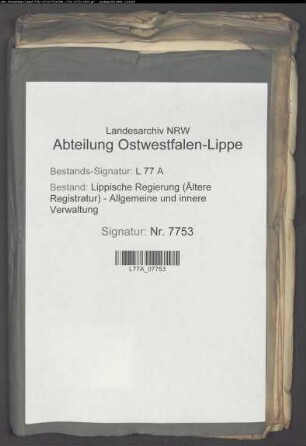 Landesarchiv NRW
Abteilung Ostwestfalen-Lippe
Bestands-Signatur: L 77 A
Bestand: Lippische Regierung (Ältere
Registratur) - Allgemeine und innere
Verwaltung
Signatur: Nr. 7753
L77A_07753